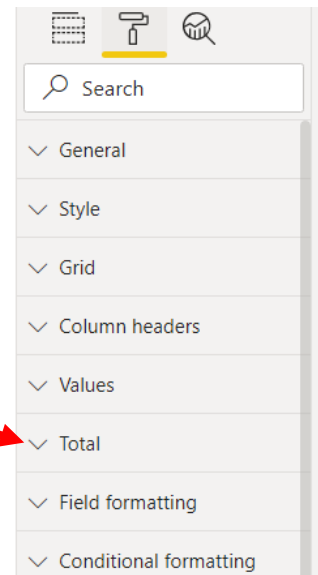 Search
General
Style
Grid
Column headers
Values
Total
Field formatting
Conditional formatting